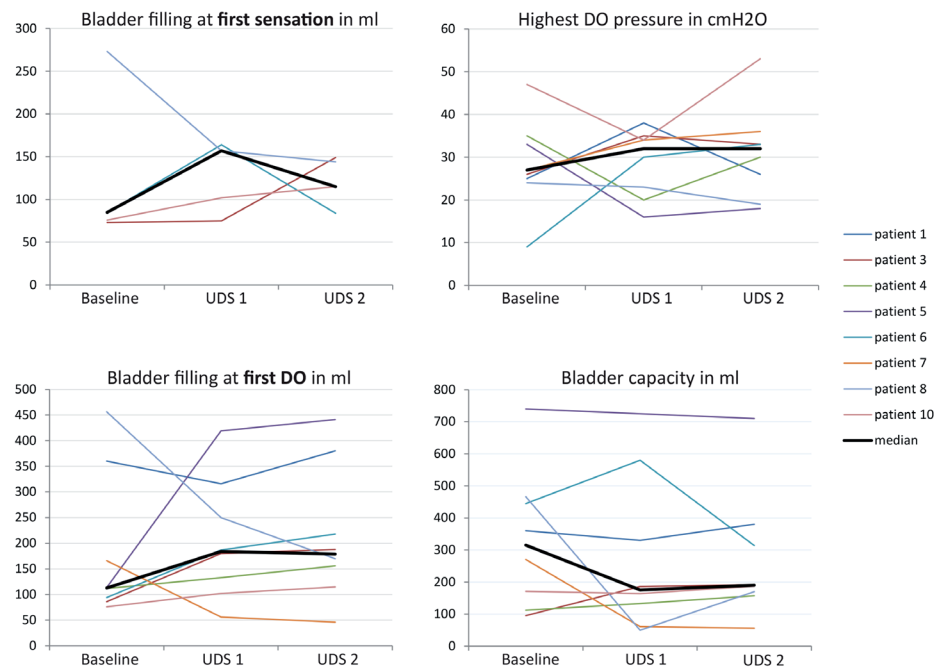 Bladder filling at first sensation in ml
300
250
200
150
100
50
0
Baseline UDS 1 UDS 2
Highest DO pressure in cmH2O
60
50
40
30
20
10
0
Baseline UDS 1 UDS 2
patient 1
patient 3
patient 4
patient 5
patient 6
patient 7
patient 8
patient 10
median
Bladder filling at first DO in ml
500
450
400
350
300
250
200
150
100
50
0
Baseline UDS 1 UDS 2
Bladder capacity in ml
800
700
600
500
400
300
200
100
0
Baseline UDS 1 UDS 2